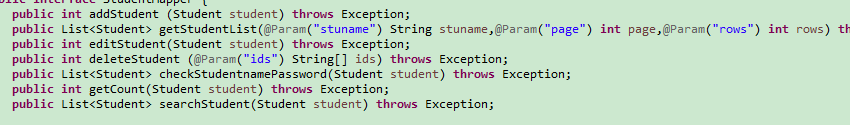 public interface StudentMapper {
public int addStudent (Student student) throws Exception;
public List<Student> getStudentList(@Param("stuname") String stuname,@Param("page") int page,@Param("rows") int rows) th
public int editStudent(Student student) throws Exception;
public int deleteStudent (@Param("ids") String[] ids) throws Exception;
public List<Student> checkStudentnamePassword(Student student) throws Exception;
public int getCount(Student student) throws Exception;
public List<Student> searchStudent(Student student) throws Exception;